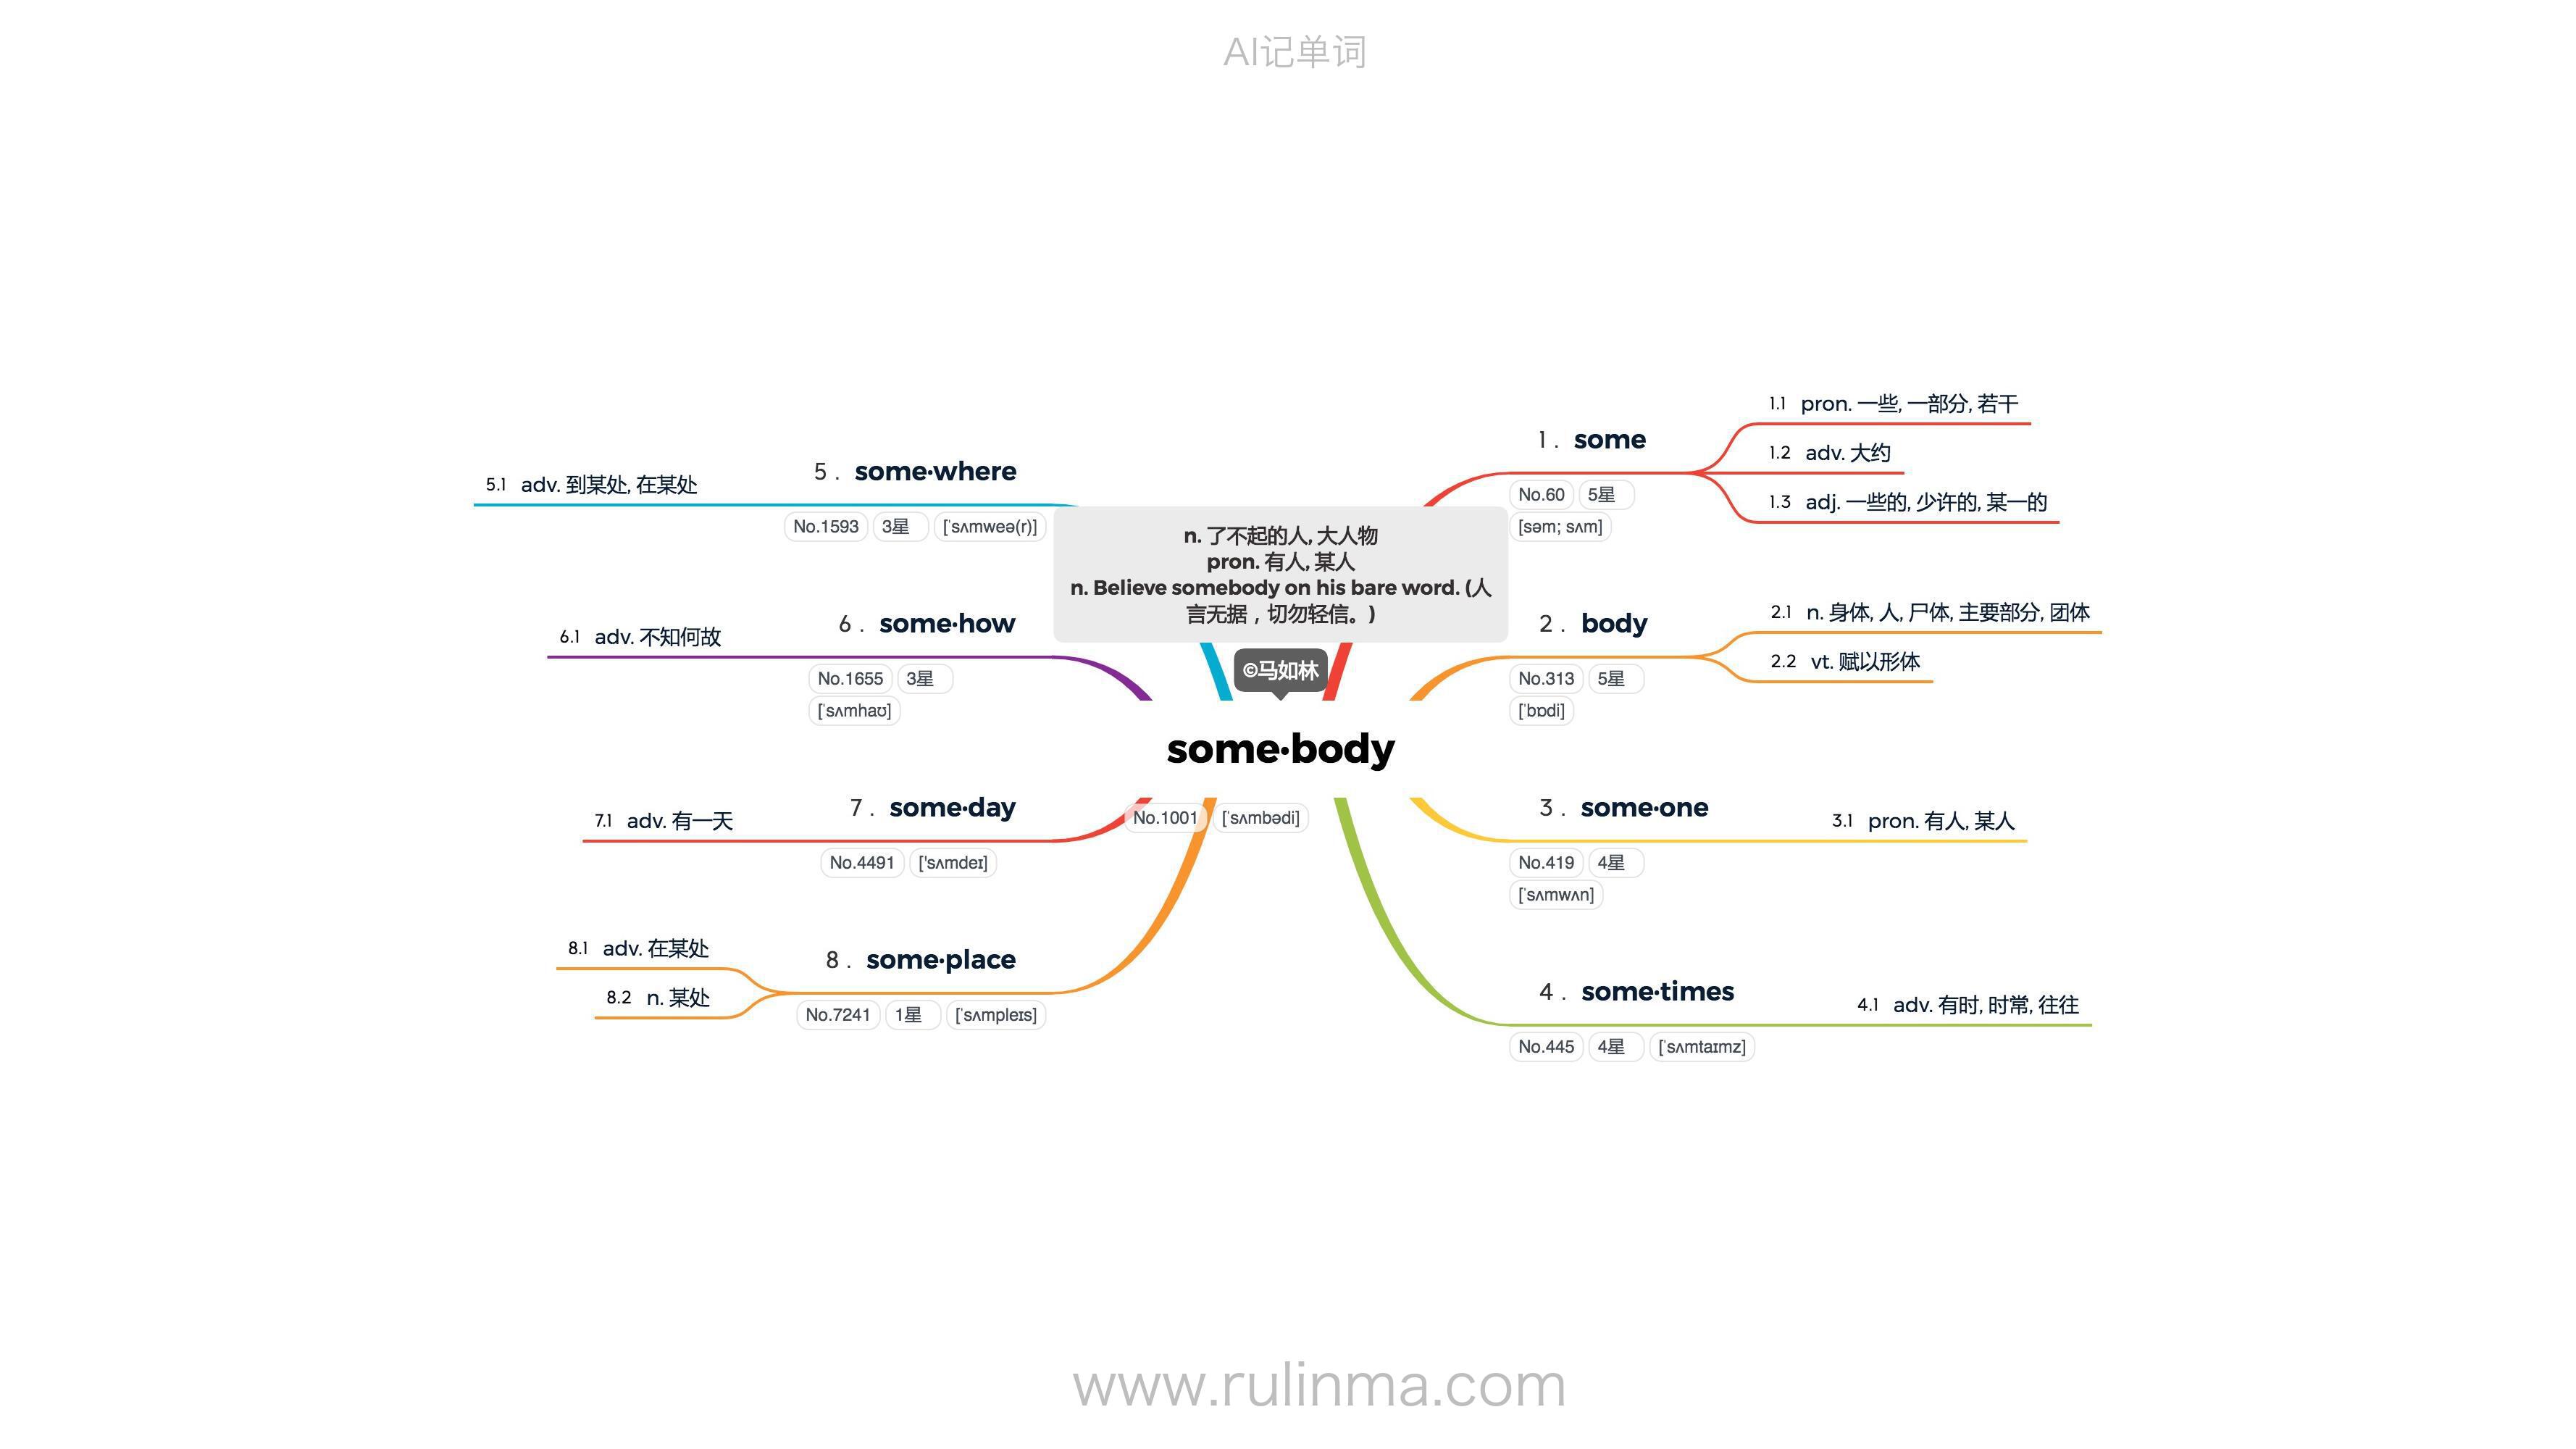 AI记单词
n. 了不起的人, 大人物
pron. 有人, 某人
n. Believe somebody on his bare word. (人
言无据，切勿轻信。)
©马如林
some·body
No.1001 [ˈsʌmbədi]
1. some
No.60 5星
[səm; sʌm]
1.1 pron. 一些, 一部分, 若干
1.2 adv. 大约
1.3 adj. 一些的, 少许的, 某一的
2. body
No.313 5星
[ˈbɒdi]
2.1 n. 身体, 人, 尸体, 主要部分, 团体
2.2 vt. 赋以形体
3. some·one
No.419 4星
[ˈsʌmwʌn]
3.1 pron. 有人, 某人
4. some·times
No.445 4星 [ˈsʌmtaɪmz]
4.1 adv. 有时, 时常, 往往
5. some·where
No.1593 3星 [ˈsʌmweə(r)]
5.1 adv. 到某处, 在某处
6. some·how
No.1655 3星
[ˈsʌmhaʊ]
6.1 adv. 不知何故
7. some·day
No.4491 ['sʌmdeɪ]
7.1 adv. 有一天
8. some·place
No.7241 1星 [ˈsʌmpleɪs]
8.1 adv. 在某处
8.2 n. 某处
www.rulinma.com